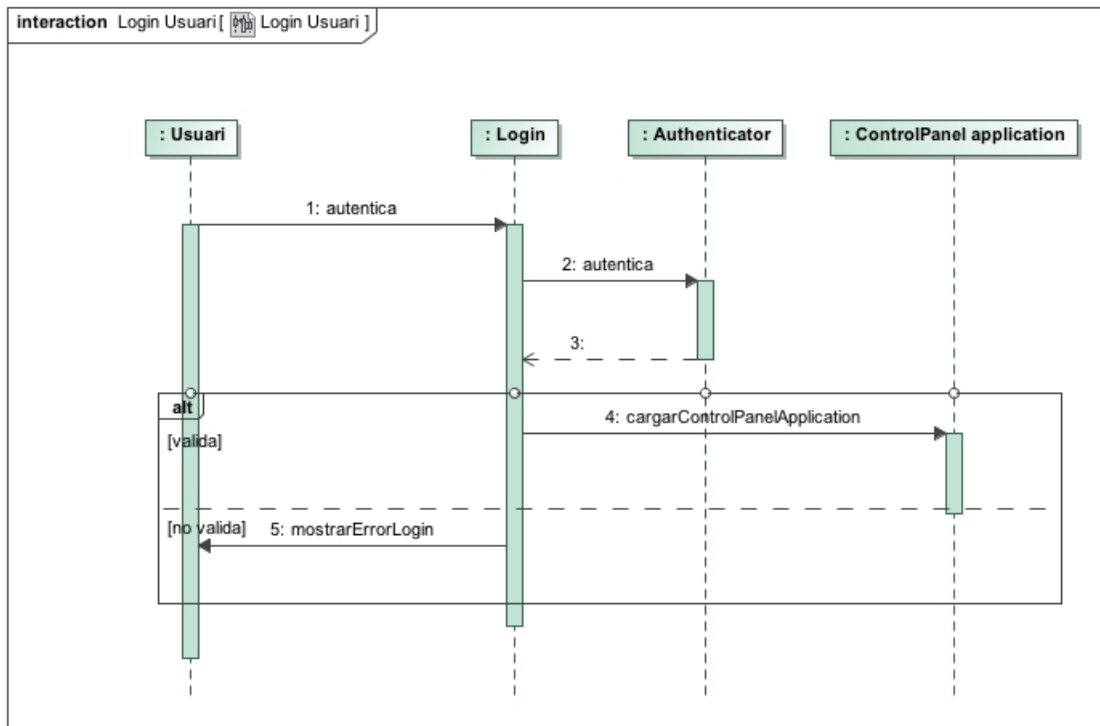 interaction Login Usuari[ Login Usuari ]
: Usuari
: Login
: Authenticator
: ControlPanel application
1: autentica
2: autentica
3:
alt
4: cargarControlPanelApplication
[valida]
[no valida]
5: mostrarErrorLogin